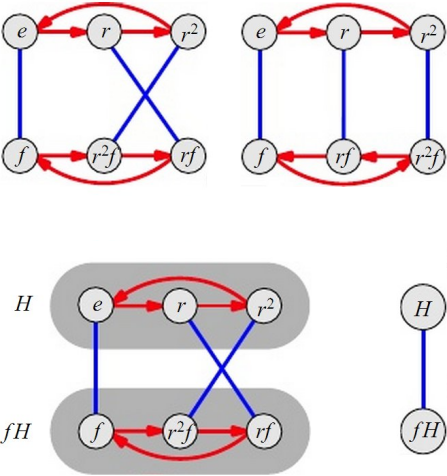 e r r² e r r²
f r²f rf f rf r²f
H e r r² H
fH f r²f rf fH